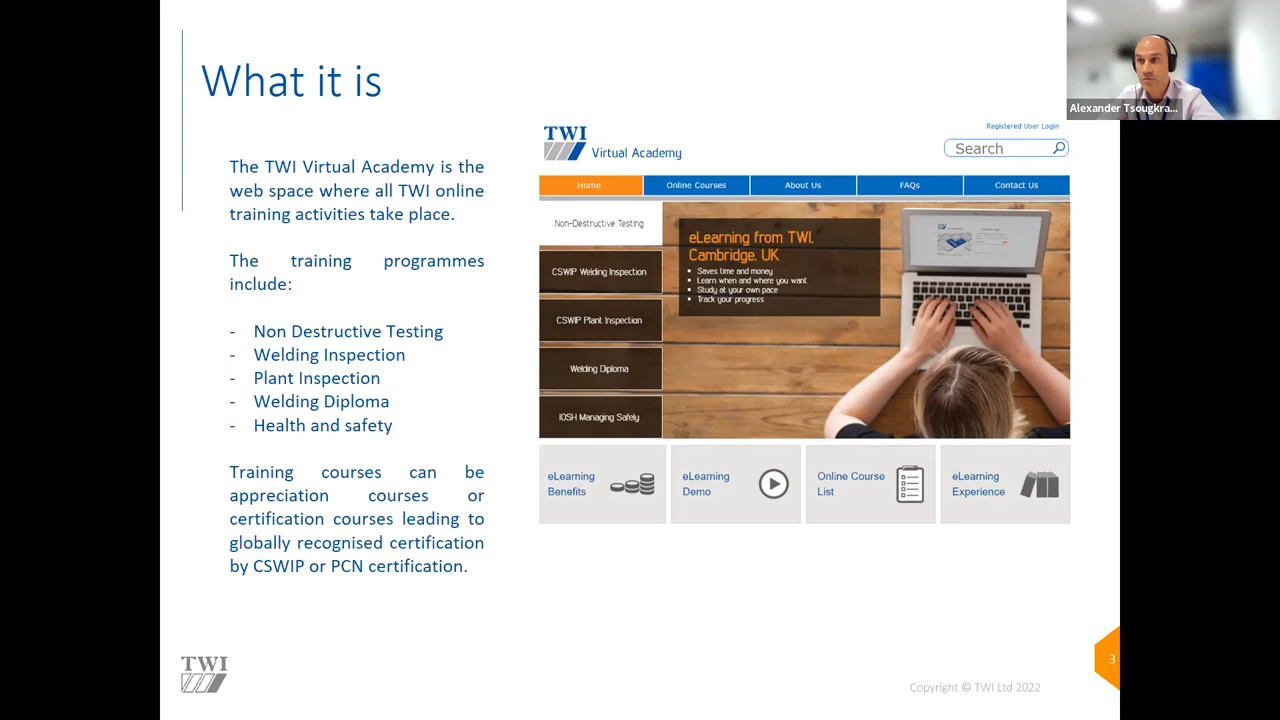 What it is
The TWI Virtual Academy is the
web space where all TWI online
training activities take place.
The training programmes
include:
- Non Destructive Testing
- Welding Inspection
- Plant Inspection
- Welding Diploma
- Health and safety
Training courses can be
appreciation courses or
certification courses leading to
globally recognised certification
by CSWIP or PCN certification.
TWI
Virtual Academy
Registered User Login
Search
Home
Online Courses
About Us
FAQs
Contact Us
Non-Destructive Testing
CSWIP Welding Inspection
CSWIP Plant Inspection
Welding Diploma
IOSH Managing Safely
eLearning from TWI,
Cambridge, UK
• Saves time and money
• Learn when and where you want
• Study at your own pace
• Track your progress
eLearning
Benefits
eLearning
Demo
Online Course
List
eLearning
Experience
Alexander Tsougkra...
TWI
Copyright © TWI Ltd 2022
3